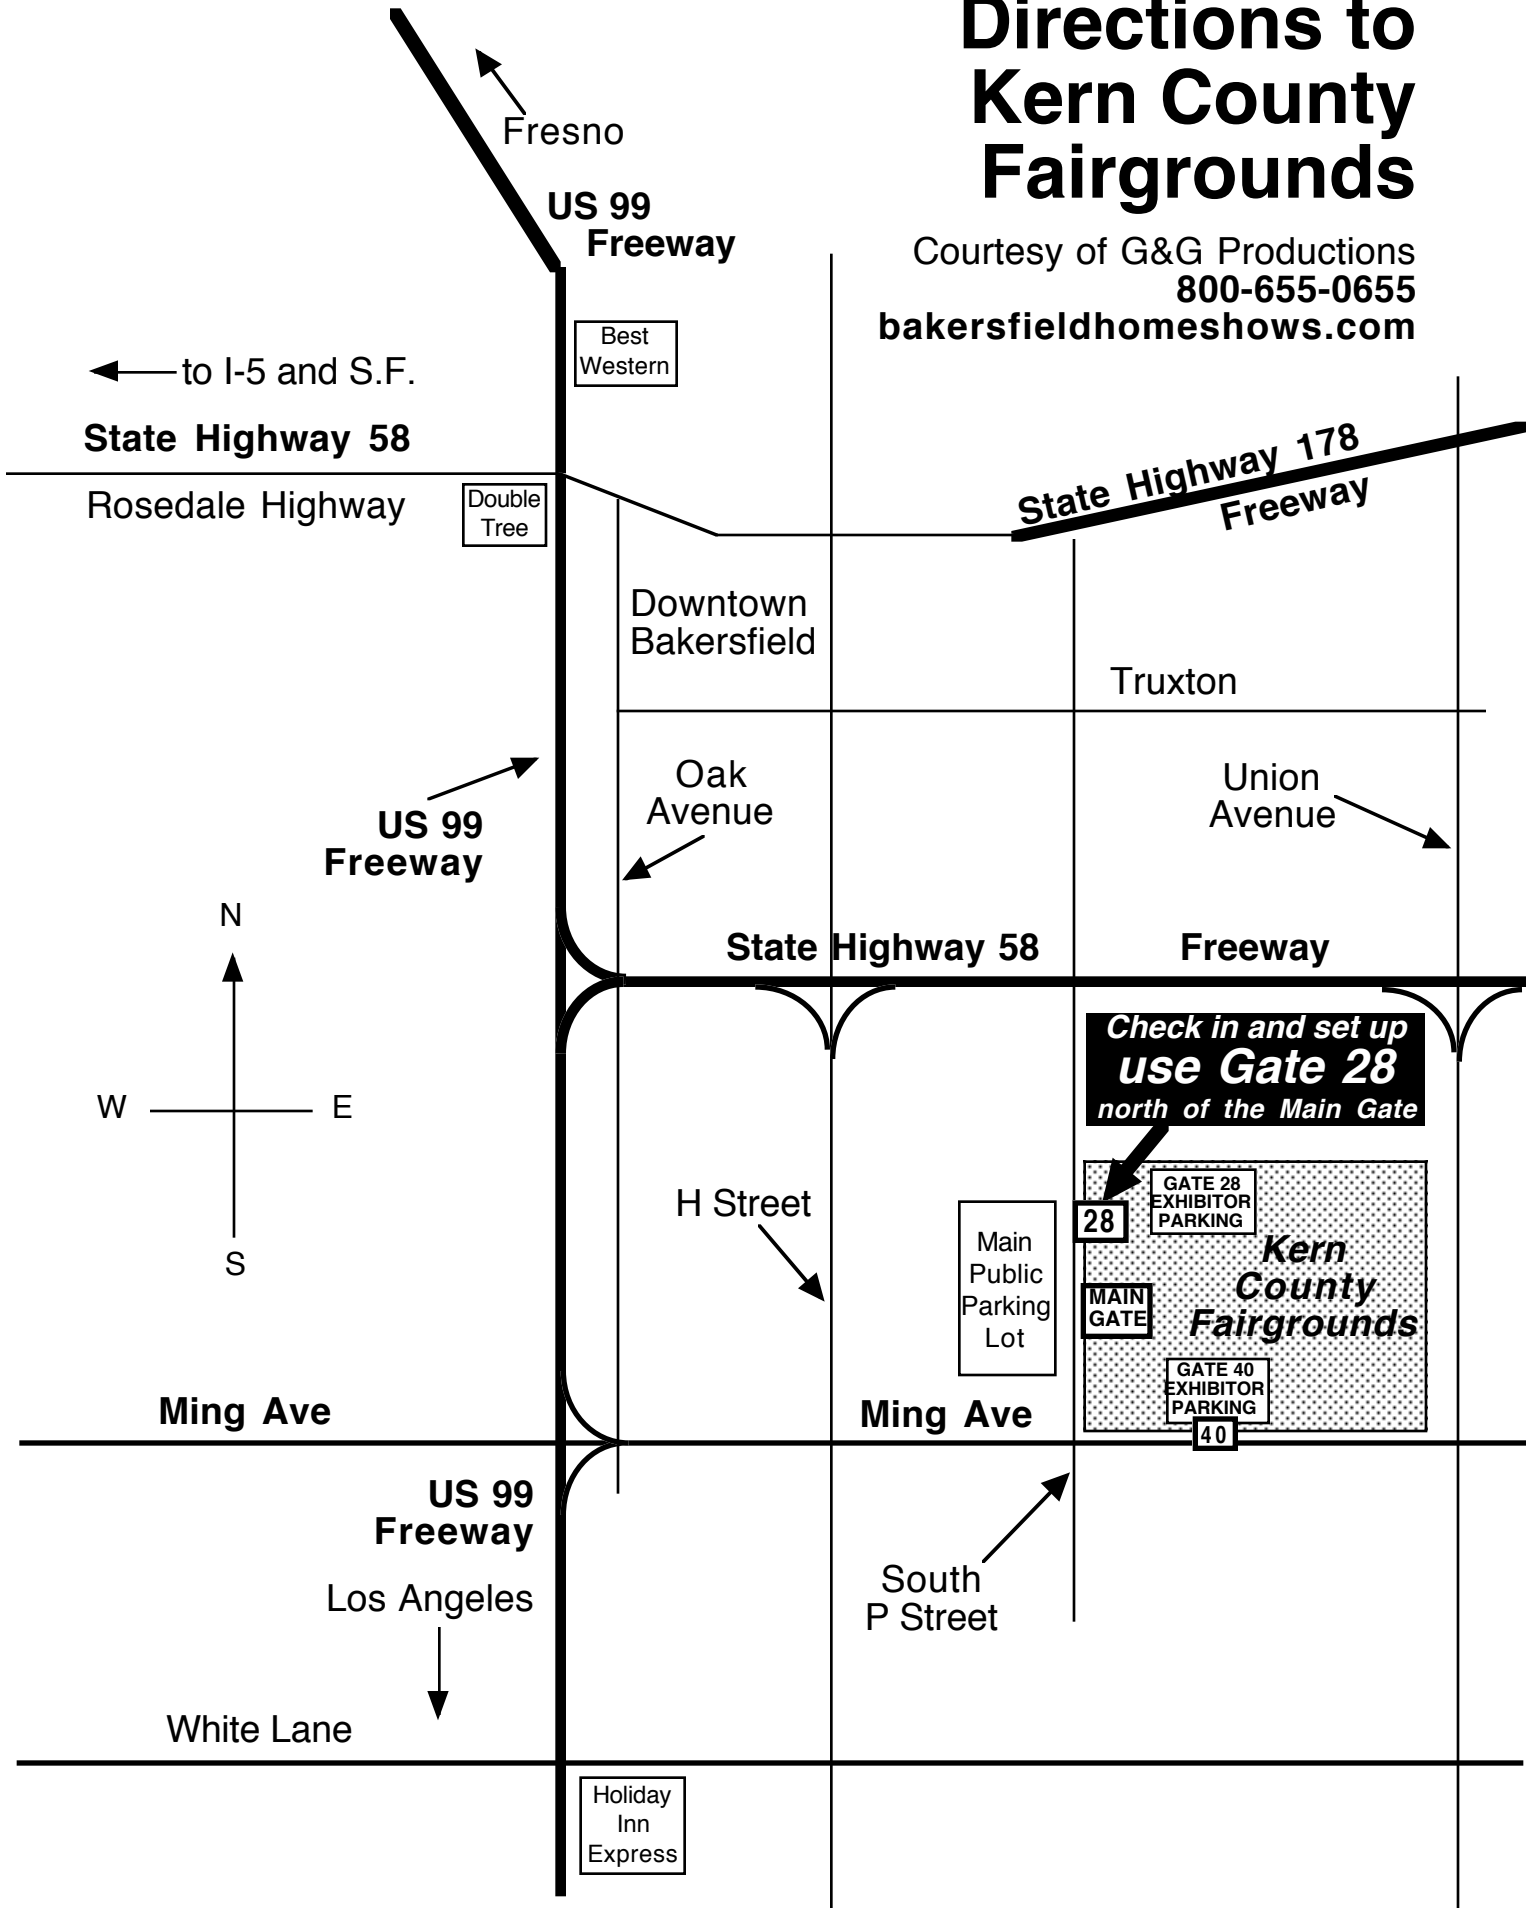 Directions to
Kern County
Fairgrounds
Courtesy of G&G Productions
800-655-0655
bakersfieldhomeshows.com
Fresno
US 99
Freeway
Best
Western
to I-5 and S.F.
State Highway 58
Rosedale Highway
Double
Tree
State Highway 178
Freeway
Downtown
Bakersfield
Truxton
Oak
Avenue
Union
Avenue
US 99
Freeway
N
W E
S
State Highway 58 Freeway
Check in and set up
use Gate 28
north of the Main Gate
H Street
Main
Public
Parking
Lot
28
GATE 28
EXHIBITOR
PARKING
Kern
County
Fairgrounds
MAIN
GATE
GATE 40
EXHIBITOR
PARKING
40
Ming Ave
Ming Ave
US 99
Freeway
Los Angeles
South
P Street
White Lane
Holiday
Inn
Express